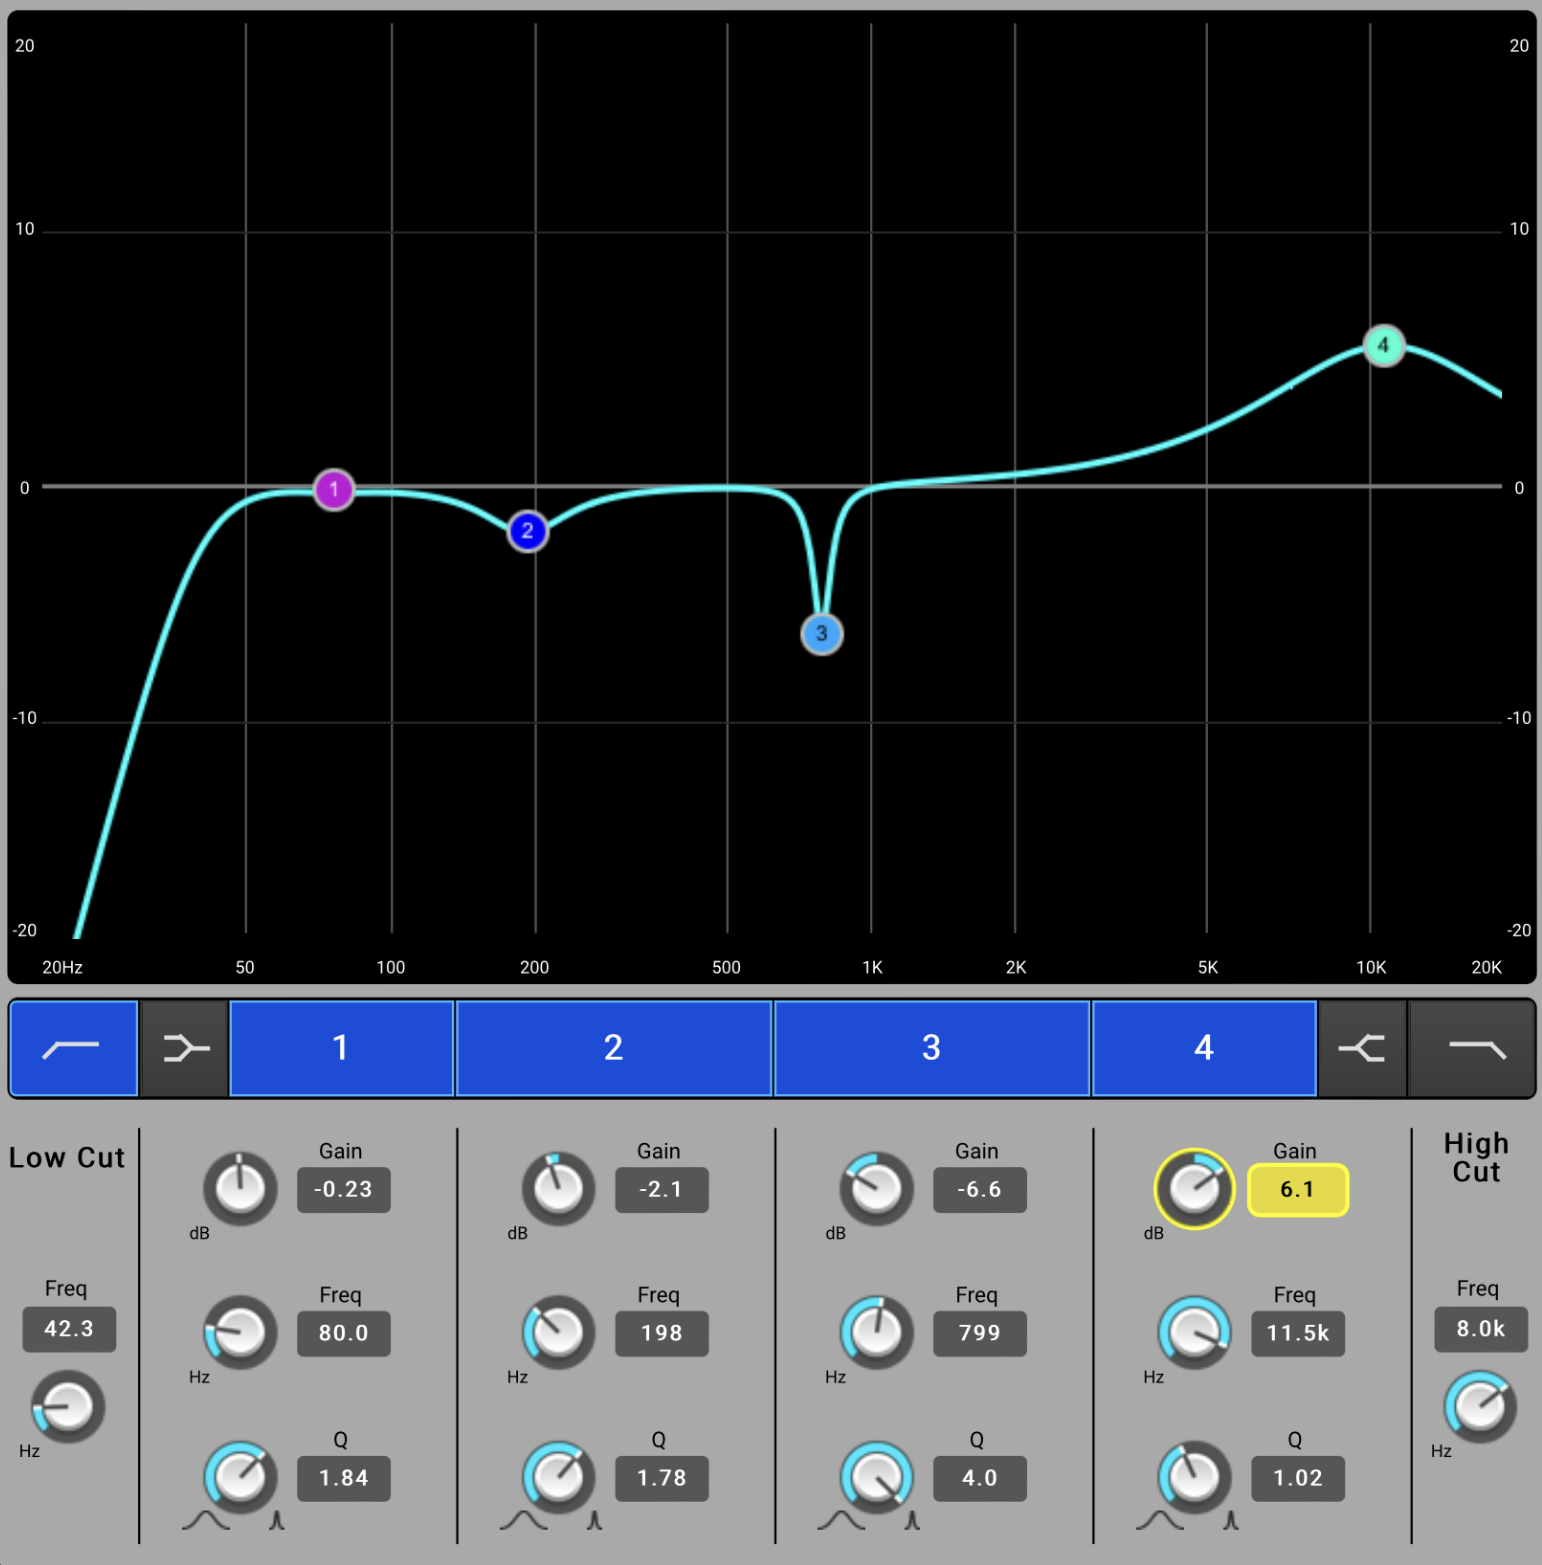 20 20
10 10
1 4
0 0
2
3
-10 -10
-20 -20
20Hz 50 100 200 500 1K 2K 5K 10K 20K
1 2 3 4
Low Cut
Freq
42.3
Hz
Gain
-0.23
dB
Freq
80.0
Hz
Q
1.84
Gain
-2.1
dB
Freq
198
Hz
Q
1.78
Gain
-6.6
dB
Freq
799
Hz
Q
4.0
Gain
6.1
dB
Freq
11.5k
Hz
Q
1.02
High
Cut
Freq
8.0k
Hz